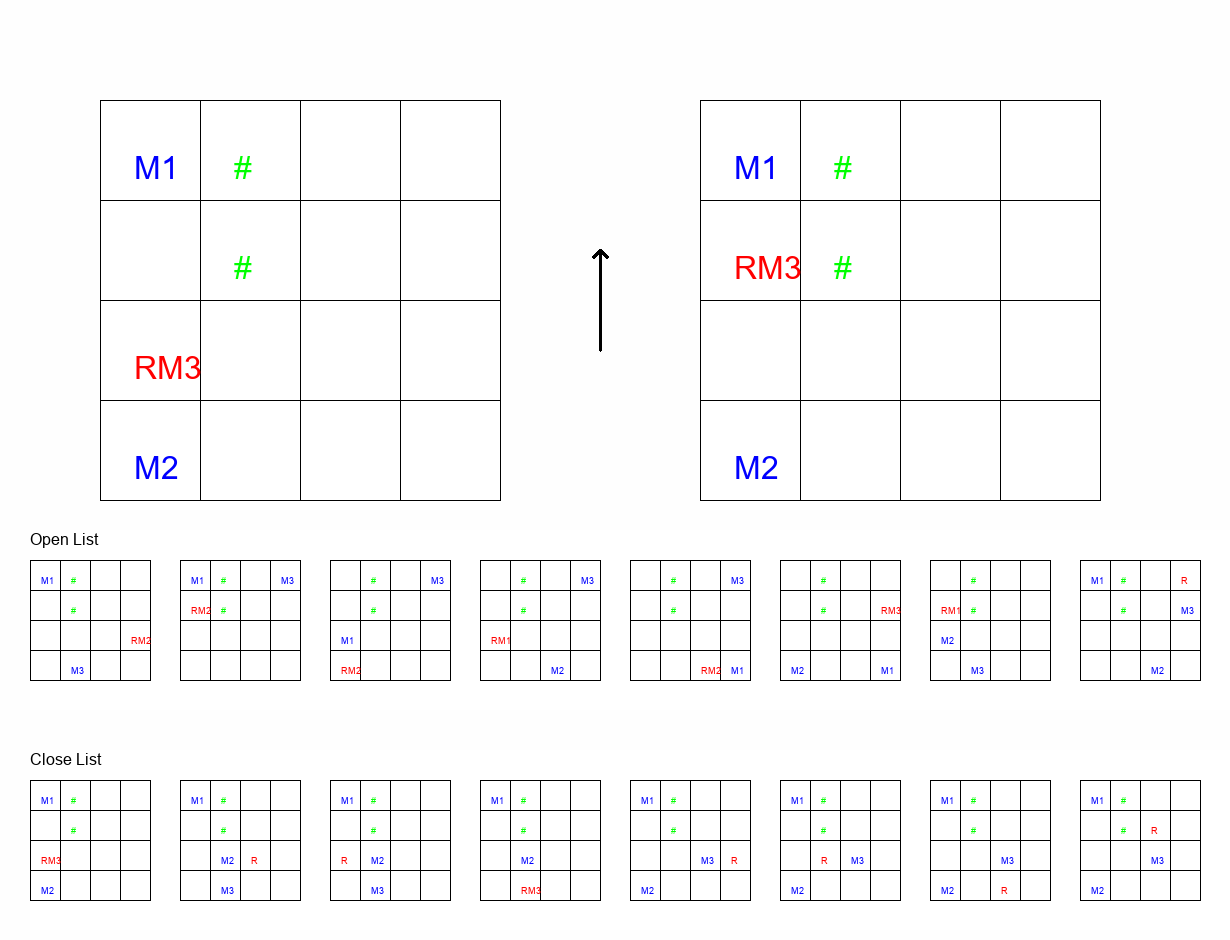 M1 # M1 #
# RM3 #
RM3
M2 M2
Open List
M1 # M1 # M3 # M3 # M3 # M3 # # M1 # R
# RM2 # # # # # RM3 RM1 # # M3
RM2 M1 RM1 M2
M3 RM2 M2 RM2 M1 M2 M1 M3 M2
Close List
M1 # M1 # M1 # M1 # M1 # M1 # M1 # M1 #
# # # # # # # # R
RM3 M2 R R M2 M2 M3 R R M3 M3 M3
M2 M3 M3 RM3 M2 M2 M2 R M2